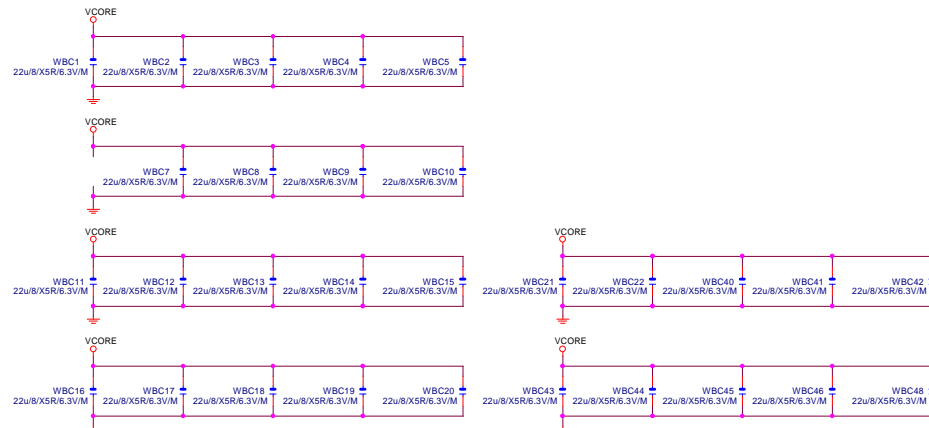 VCORE
WBC1 WBC2 WBC3 WBC4 WBC5
22u/8/X5R/6.3V/M 22u/8/X5R/6.3V/M 22u/8/X5R/6.3V/M 22u/8/X5R/6.3V/M 22u/8/X5R/6.3V/M
VCORE
WBC7 WBC8 WBC9 WBC10
22u/8/X5R/6.3V/M 22u/8/X5R/6.3V/M 22u/8/X5R/6.3V/M 22u/8/X5R/6.3V/M
VCORE VCORE
WBC11 WBC12 WBC13 WBC14 WBC15 WBC21 WBC22 WBC40 WBC41 WBC42
22u/8/X5R/6.3V/M 22u/8/X5R/6.3V/M 22u/8/X5R/6.3V/M 22u/8/X5R/6.3V/M 22u/8/X5R/6.3V/M 22u/8/X5R/6.3V/M 22u/8/X5R/6.3V/M 22u/8/X5R/6.3V/M 22u/8/X5R/6.3V/M 22u/8/X5R/6.3V/M
VCORE VCORE
WBC16 WBC17 WBC18 WBC19 WBC20 WBC43 WBC44 WBC45 WBC46 WBC48
22u/8/X5R/6.3V/M 22u/8/X5R/6.3V/M 22u/8/X5R/6.3V/M 22u/8/X5R/6.3V/M 22u/8/X5R/6.3V/M 22u/8/X5R/6.3V/M 22u/8/X5R/6.3V/M 22u/8/X5R/6.3V/M 22u/8/X5R/6.3V/M 22u/8/X5R/6.3V/M